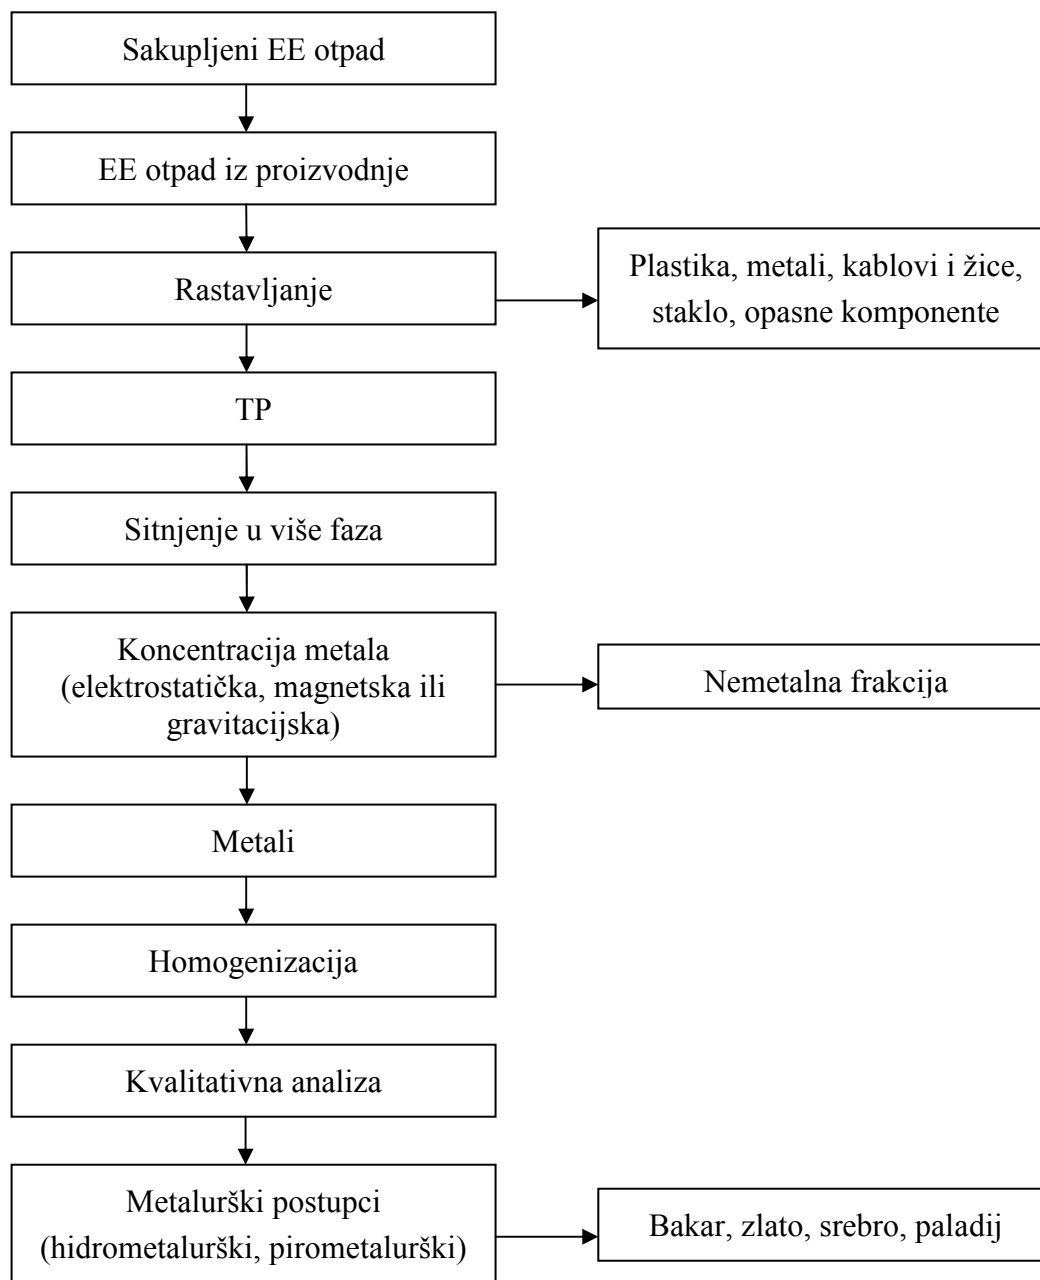 Sakupljeni EE otpad
EE otpad iz proizvodnje
Rastavljanje
Plastika, metali, kablovi i žice,
staklo, opasne komponente
TP
Sitnjenje u više faza
Koncentracija metala
(elektrostatička, magnetska ili
gravitacijska)
Nemetalna frakcija
Metali
Homogenizacija
Kvalitativna analiza
Metalurški postupci
(hidrometalurški, pirometalurški)
Bakar, zlato, srebro, paladij